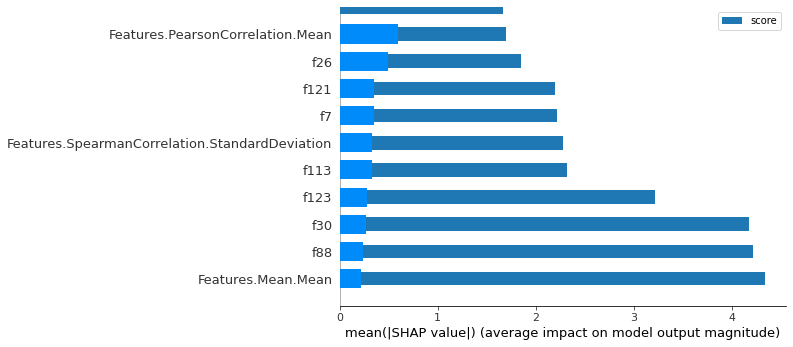 score
Features.PearsonCorrelation.Mean
f26
f121
f7
Features.SpearmanCorrelation.StandardDeviation
f113
f123
f30
f88
Features.Mean.Mean
0 1 2 3 4
mean(|SHAP value|) (average impact on model output magnitude)